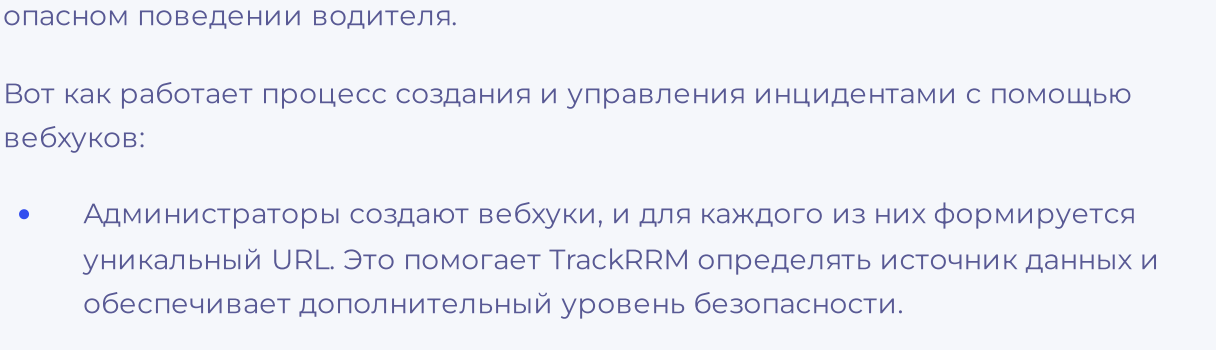 опасном поведении водителя.
Вот как работает процесс создания и управления инцидентами с помощью
вебхуков:
• Администраторы создают вебхуки, и для каждого из них формируется
уникальный URL. Это помогает TrackRRM определять источник данных и
обеспечивает дополнительный уровень безопасности.